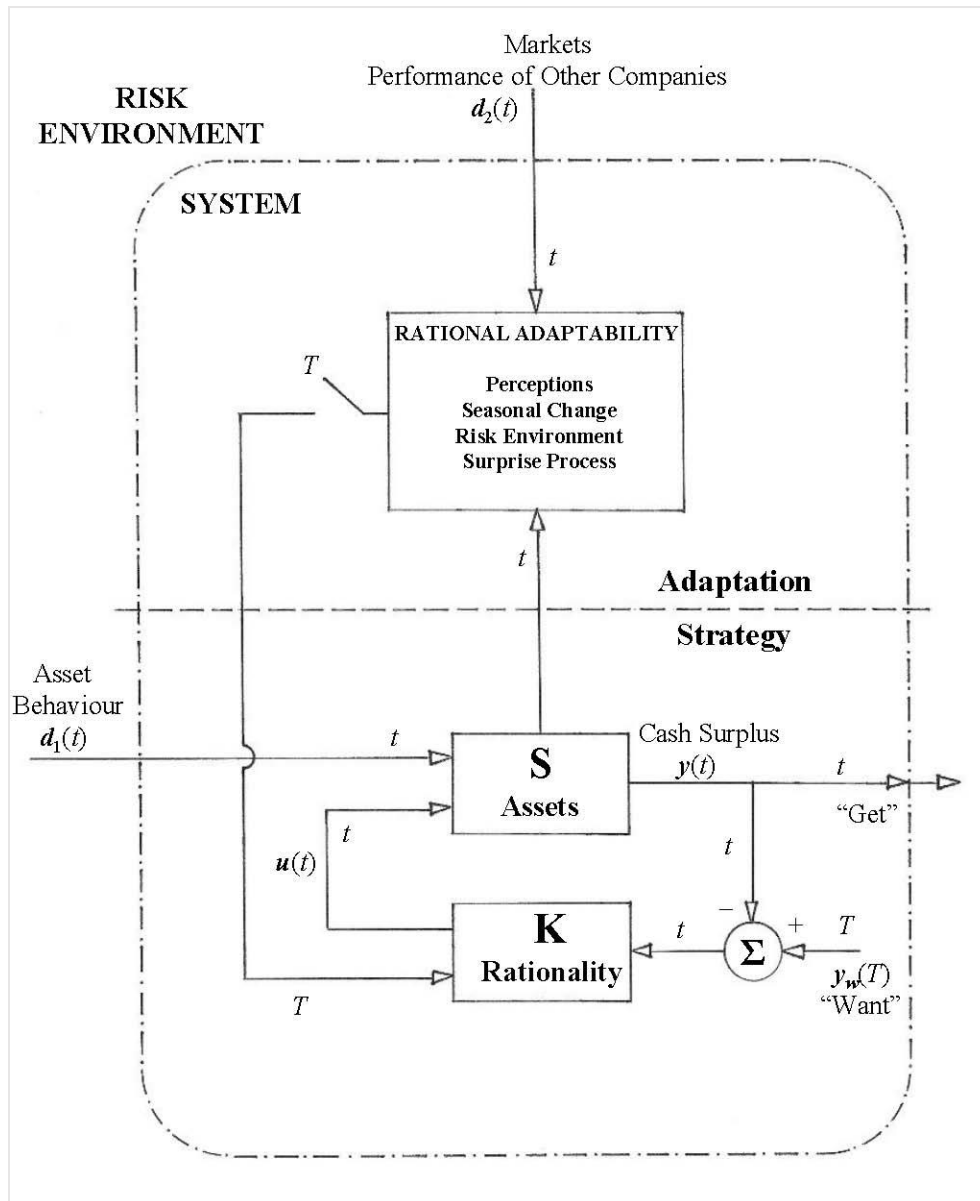 Markets
Performance of Other Companies
d₂(t)
RISK
ENVIRONMENT
SYSTEM
t
RATIONAL ADAPTABILITY
T
Perceptions
Seasonal Change
Risk Environment
Surprise Process
t
Adaptation
Strategy
Asset
Behaviour
d₁(t)
t
S
Assets
Cash Surplus
y(t)
t
“Get”
t
u(t)
t
K
Rationality
t
−
Σ
+
T
y_w(T)
“Want”
T